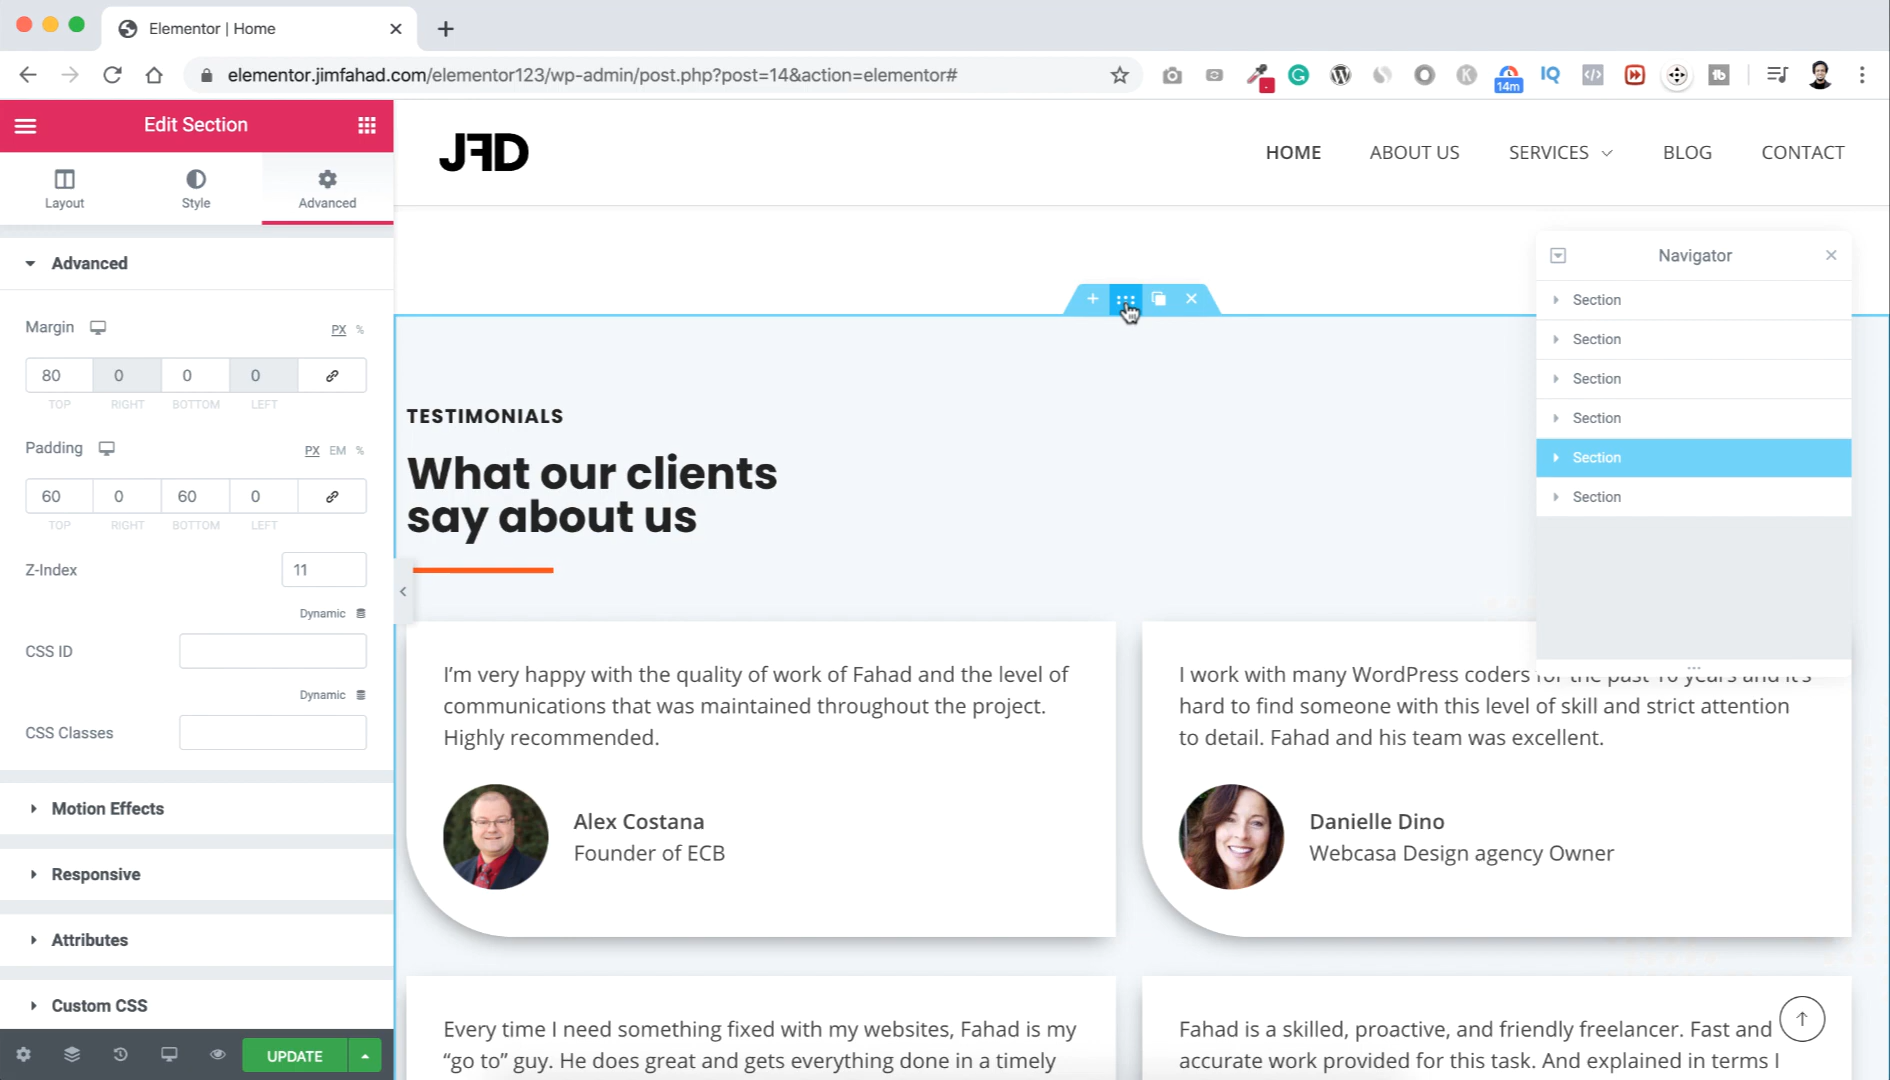 Elementor | Home
elementor.jimfahad.com/elementor123/wp-admin/post.php?post=14&action=elementor#
14m
IQ
Edit Section
Layout
Style
Advanced
Advanced
Margin
PX %
80 0 0 0
TOP RIGHT BOTTOM LEFT
Padding
PX EM %
60 0 60 0
TOP RIGHT BOTTOM LEFT
Z-Index
11
Dynamic
CSS ID
Dynamic
CSS Classes
Motion Effects
Responsive
Attributes
Custom CSS
UPDATE
JFD
HOME
ABOUT US
SERVICES
BLOG
CONTACT
Navigator
Section
Section
Section
Section
Section
Section
TESTIMONIALS
What our clients
say about us
I'm very happy with the quality of work of Fahad and the level of
communications that was maintained throughout the project.
Highly recommended.
Alex Costana
Founder of ECB
I work with many WordPress coders for the past 10 years and it's
hard to find someone with this level of skill and strict attention
to detail. Fahad and his team was excellent.
Danielle Dino
Webcasa Design agency Owner
Every time I need something fixed with my websites, Fahad is my
“go to” guy. He does great and gets everything done in a timely
Fahad is a skilled, proactive, and friendly freelancer. Fast and
accurate work provided for this task. And explained in terms I